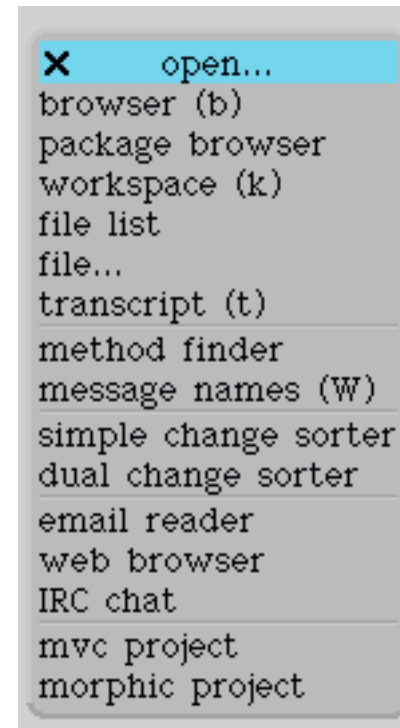 × open...
browser (b)
package browser
workspace (k)
file list
file...
transcript (t)
method finder
message names (W)
simple change sorter
dual change sorter
email reader
web browser
IRC chat
mvc project
morphic project